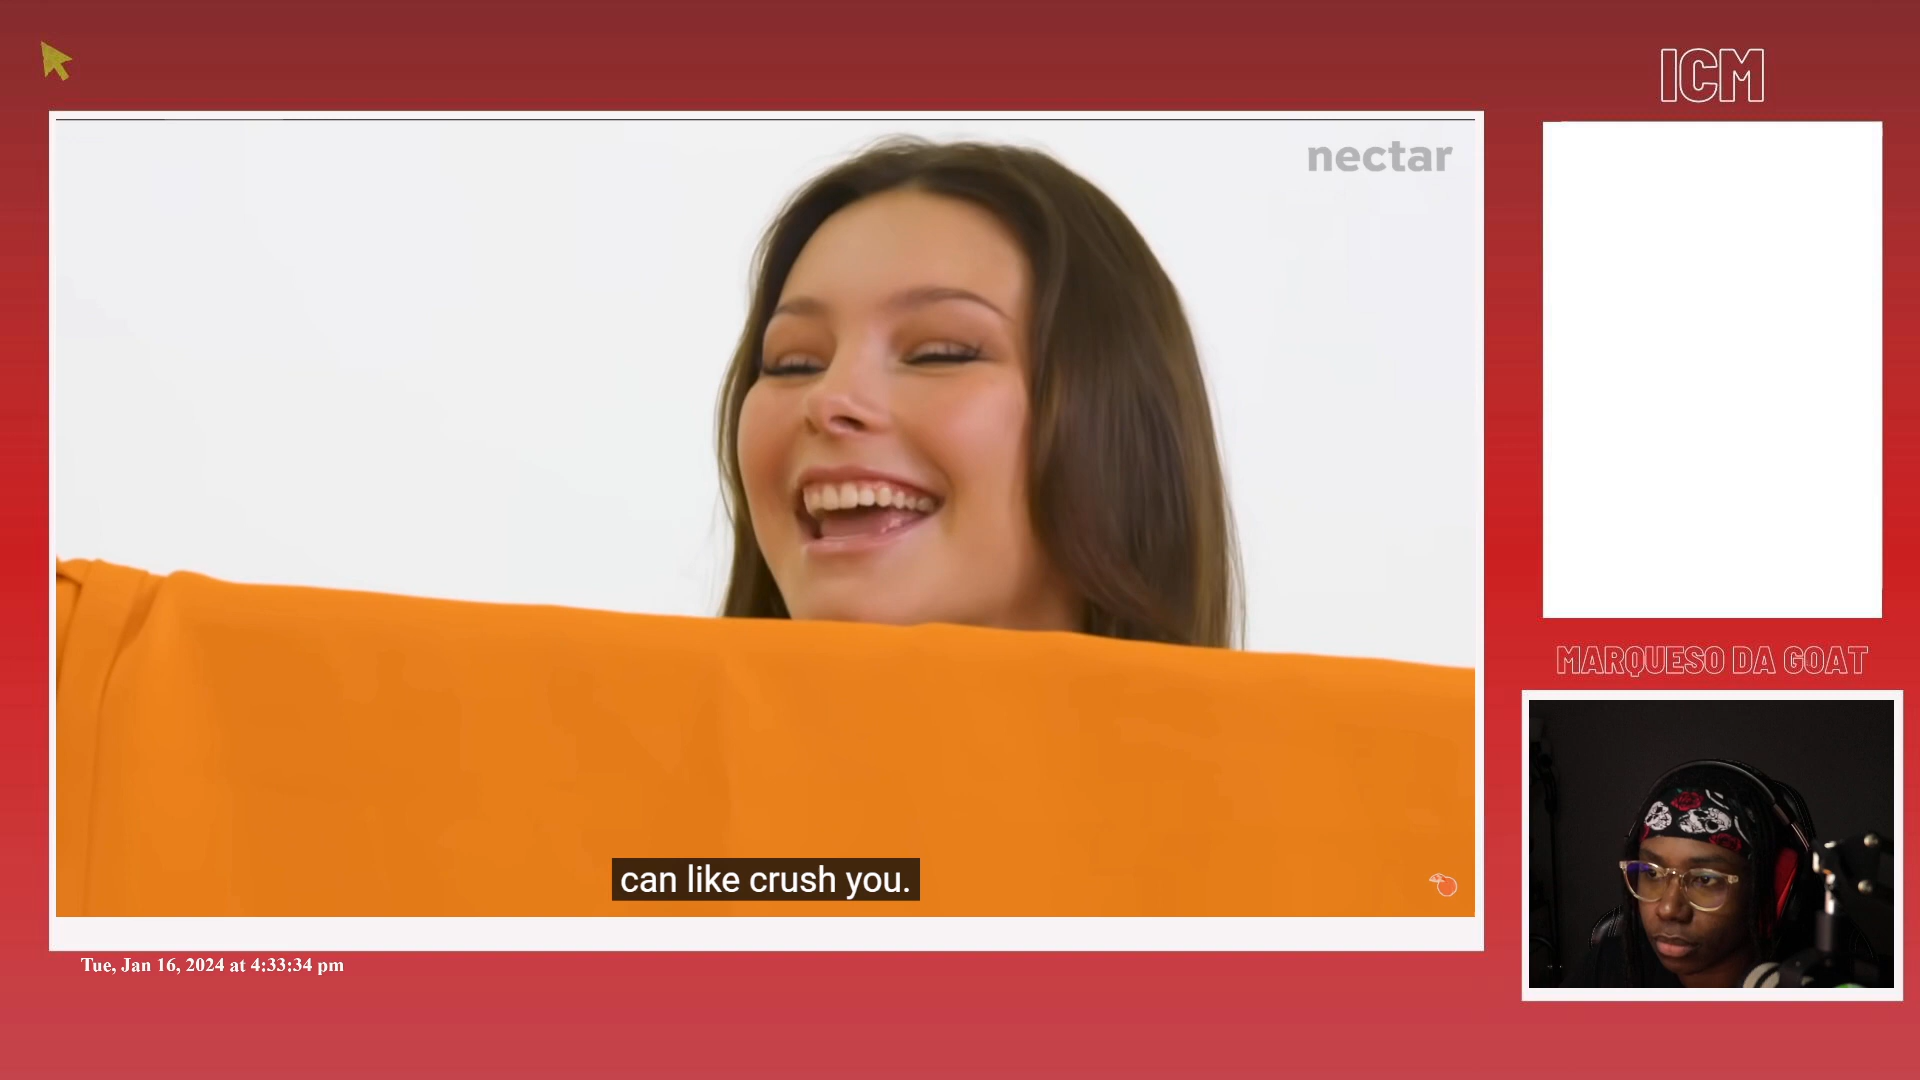 ICM
nectar
MARQUESO DA GOAT
can like crush you.
Tue, Jan 16, 2024 at 4:33:34 pm